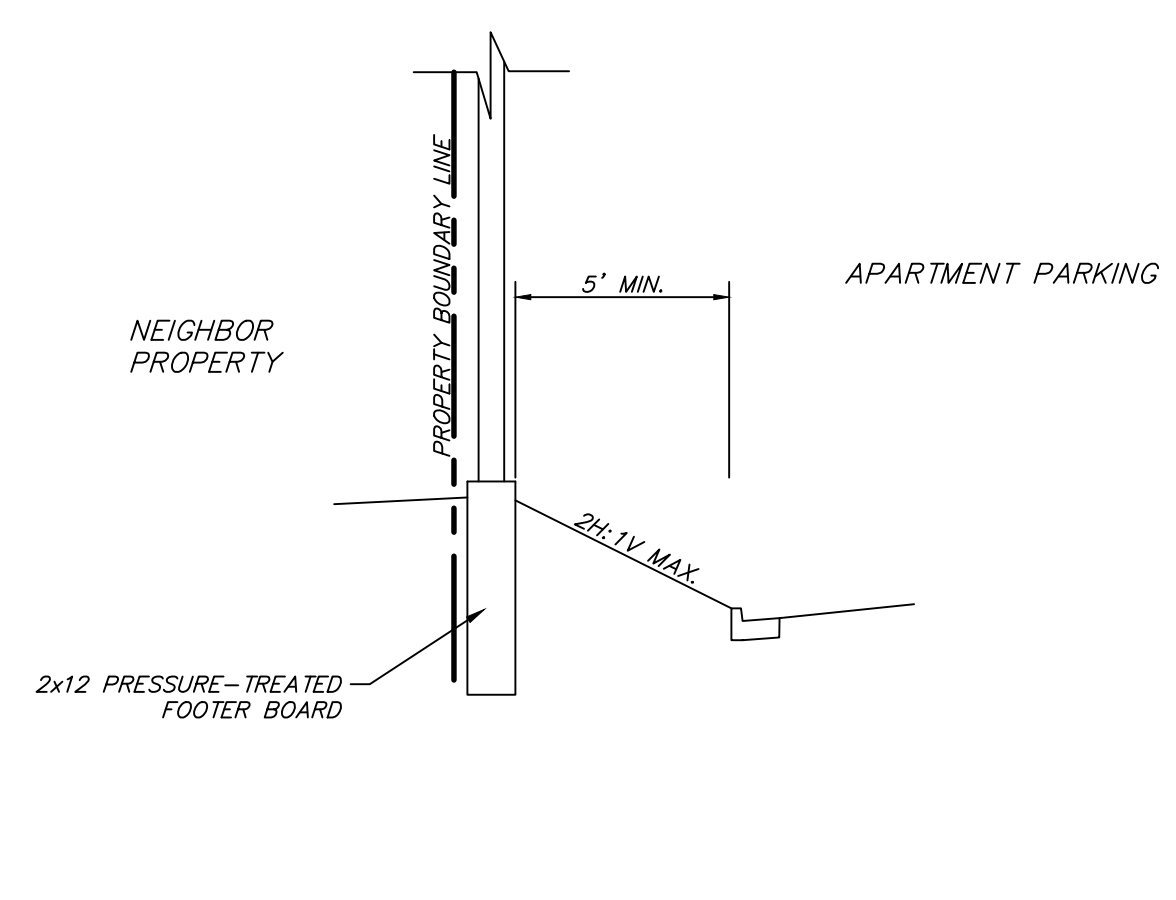 PROPERTY BOUNDARY LINE
5' MIN.
APARTMENT PARKING
NEIGHBOR
PROPERTY
2H:1V MAX.
2x12 PRESSURE-TREATED
FOOTER BOARD